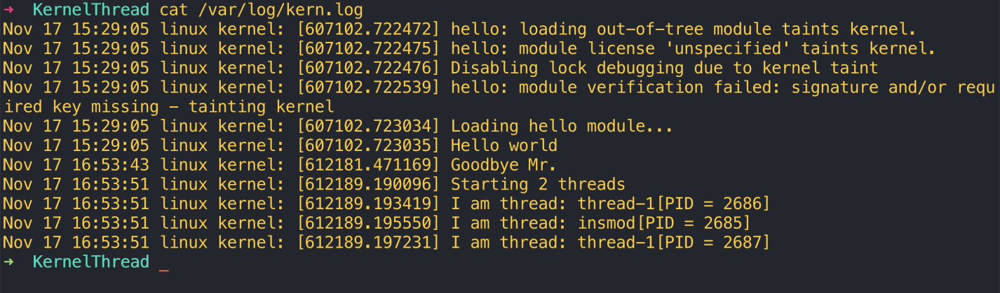 → KernelThread cat /var/log/kern.log
Nov 17 15:29:05 linux kernel: [607102.722472] hello: loading out-of-tree module taints kernel.
Nov 17 15:29:05 linux kernel: [607102.722475] hello: module license 'unspecified' taints kernel.
Nov 17 15:29:05 linux kernel: [607102.722476] Disabling lock debugging due to kernel taint
Nov 17 15:29:05 linux kernel: [607102.722539] hello: module verification failed: signature and/or requ
ired key missing - tainting kernel
Nov 17 15:29:05 linux kernel: [607102.723034] Loading hello module...
Nov 17 15:29:05 linux kernel: [607102.723035] Hello world
Nov 17 16:53:43 linux kernel: [612181.471169] Goodbye Mr.
Nov 17 16:53:51 linux kernel: [612189.190096] Starting 2 threads
Nov 17 16:53:51 linux kernel: [612189.193419] I am thread: thread-1[PID = 2686]
Nov 17 16:53:51 linux kernel: [612189.195550] I am thread: insmod[PID = 2685]
Nov 17 16:53:51 linux kernel: [612189.197231] I am thread: thread-1[PID = 2687]
→ KernelThread _